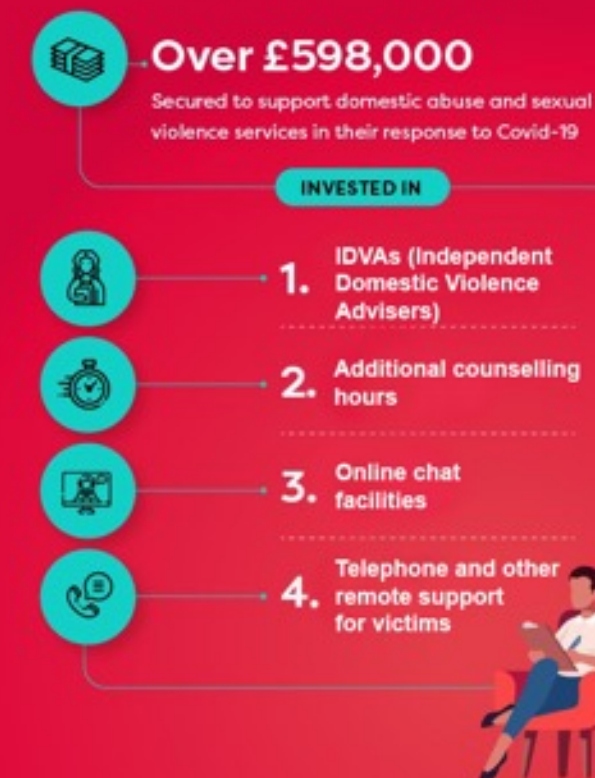 Over £598,000
Secured to support domestic abuse and sexual
violence services in their response to Covid-19
INVESTED IN
1. IDVAs (Independent
Domestic Violence
Advisers)
2. Additional counselling
hours
3. Online chat
facilities
4. Telephone and other
remote support
for victims